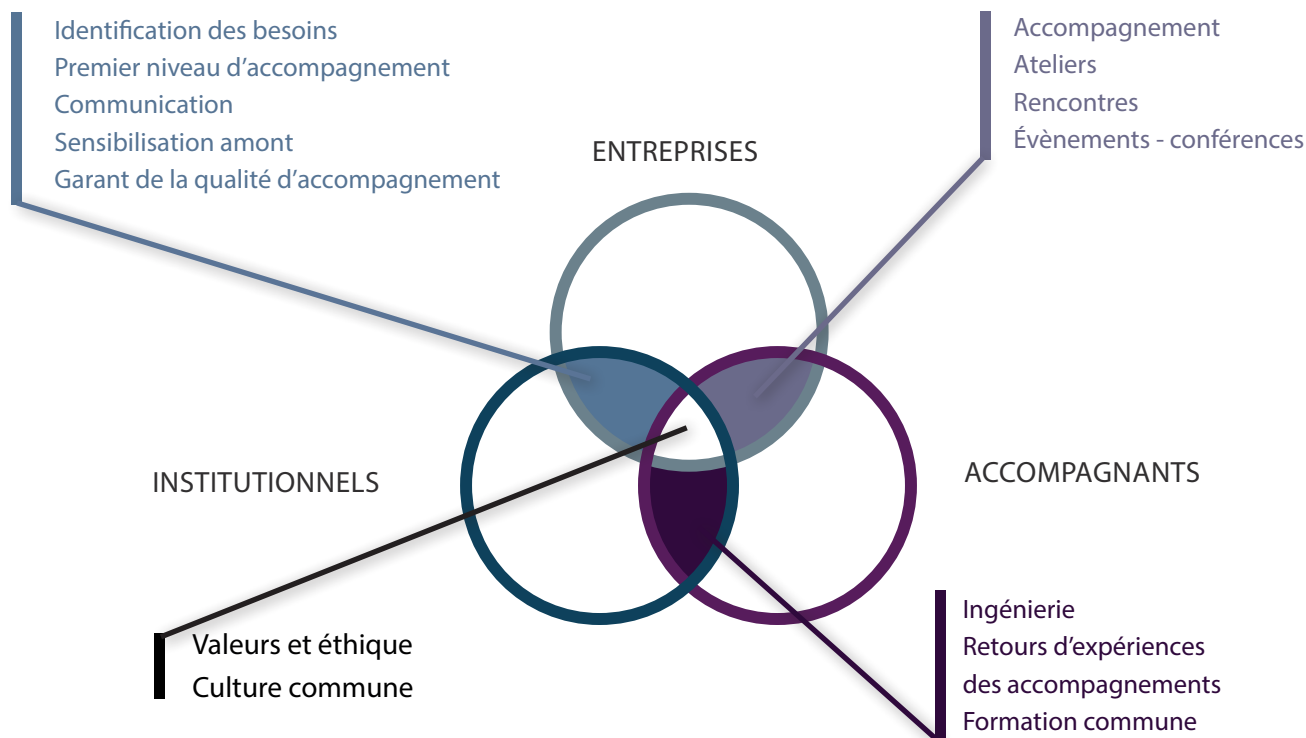 Identification des besoins
Premier niveau d’accompagnement
Communication
Sensibilisation amont
Garant de la qualité d’accompagnement
Accompagnement
Ateliers
Rencontres
Évènements - conférences
ENTREPRISES
INSTITUTIONNELS
ACCOMPAGNANTS
Valeurs et éthique
Culture commune
Ingénierie
Retours d’expériences
des accompagnements
Formation commune